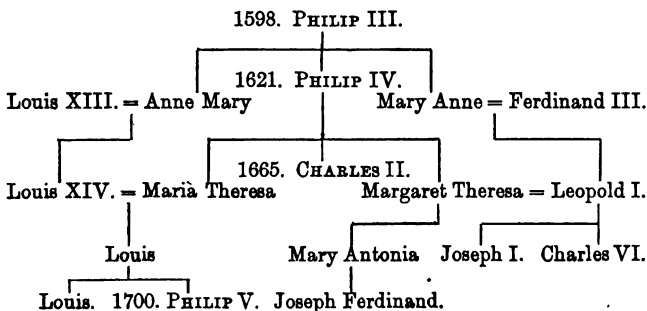 1598. PHILIP III.
1621. PHILIP IV.
Louis XIII. = Anne Mary Mary Anne = Ferdinand III.
1665. CHARLES II.
Louis XIV. = Marià Theresa Margaret Theresa = Leopold I.
Louis Mary Antonia Joseph I. Charles VI.
Louis. 1700. PHILIP V. Joseph Ferdinand.